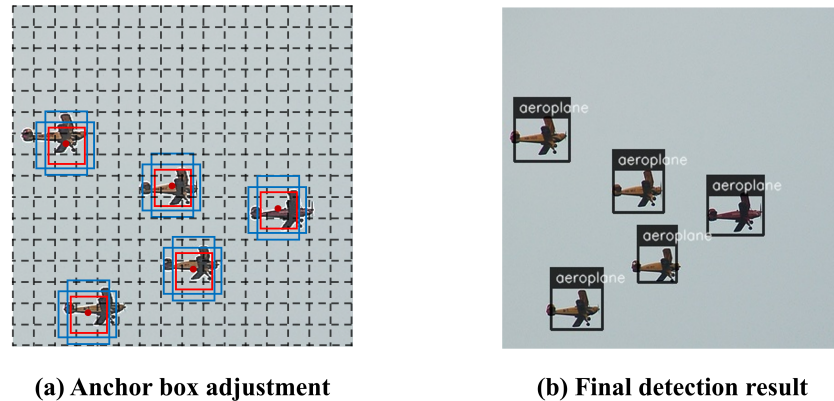 aeroplane
aeroplane
aeroplane
aeroplane
aeroplane
(a) Anchor box adjustment
(b) Final detection result